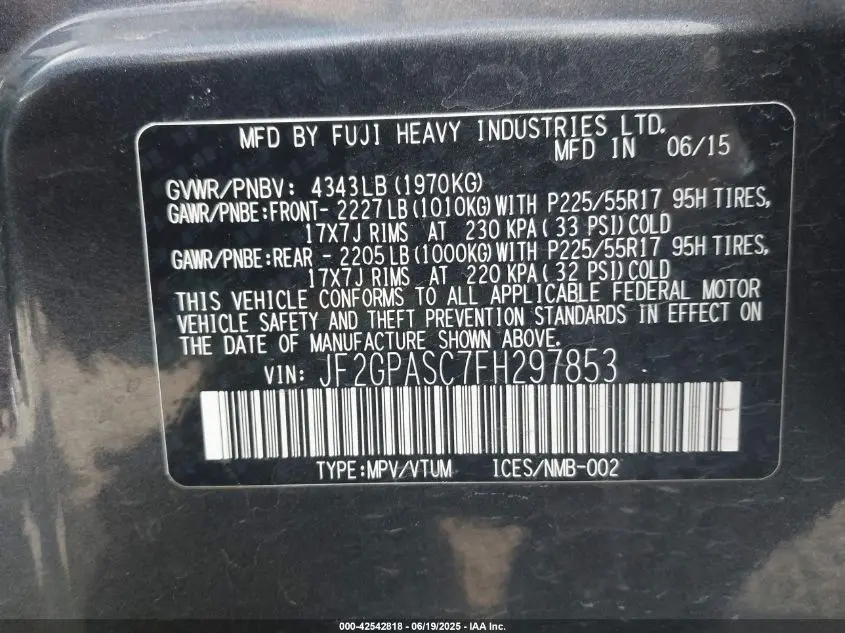 MFD BY FUJI HEAVY INDUSTRIES LTD.
MFD IN 06/15
GVWR/PNBV: 4343LB (1970KG)
GAWR/PNBE:FRONT- 2227LB (1010KG) WITH P225/55R17 95H TIRES,
17X7J RIMS AT 230 KPA ( 33 PSI) COLD
GAWR/PNBE:REAR - 2205LB (1000KG) WITH P225/55R17 95H TIRES,
17X7J RIMS AT 220 KPA ( 32 PSI) COLD
THIS VEHICLE CONFORMS TO ALL APPLICABLE FEDERAL MOTOR
VEHICLE SAFETY AND THEFT PREVENTION STANDARDS IN EFFECT ON
THE DATE OF MANUFACTURE SHOWN ABOVE.
VIN: JF2GPASC7FH297853
TYPE:MPV/VTUM 1CES/NMB-002
000-42542818 - 06/19/2025 - IAA Inc.